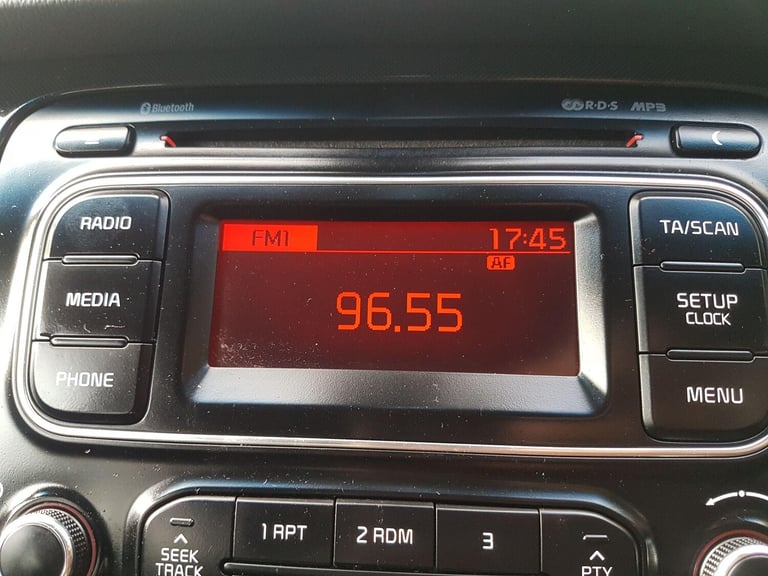 Bluetooth
R·D·S MP3
RADIO
MEDIA
PHONE
FM1 17:45
AF
96.55
TA/SCAN
SETUP
CLOCK
MENU
SEEK
TRACK
1 RPT
2 RDM
3
PTY